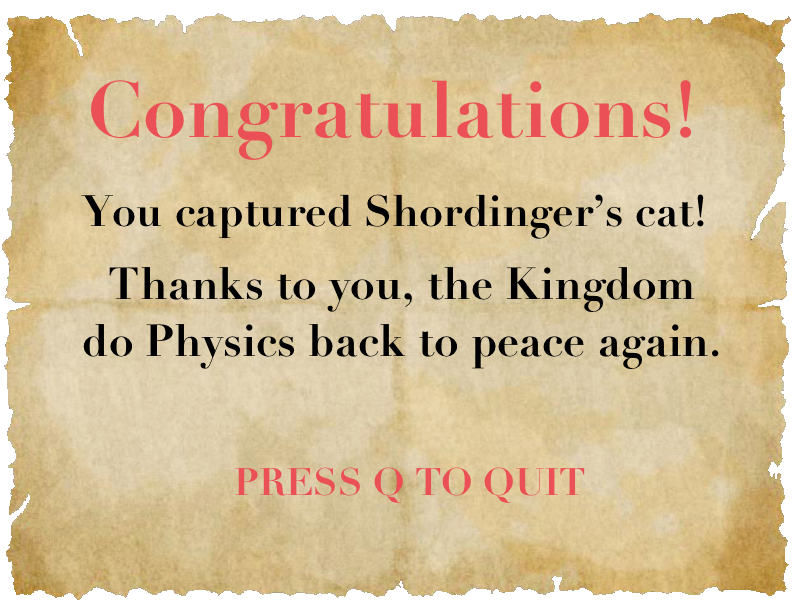 Congratulations!
You captured Shordinger’s cat!
Thanks to you, the Kingdom
do Physics back to peace again.
PRESS Q TO QUIT